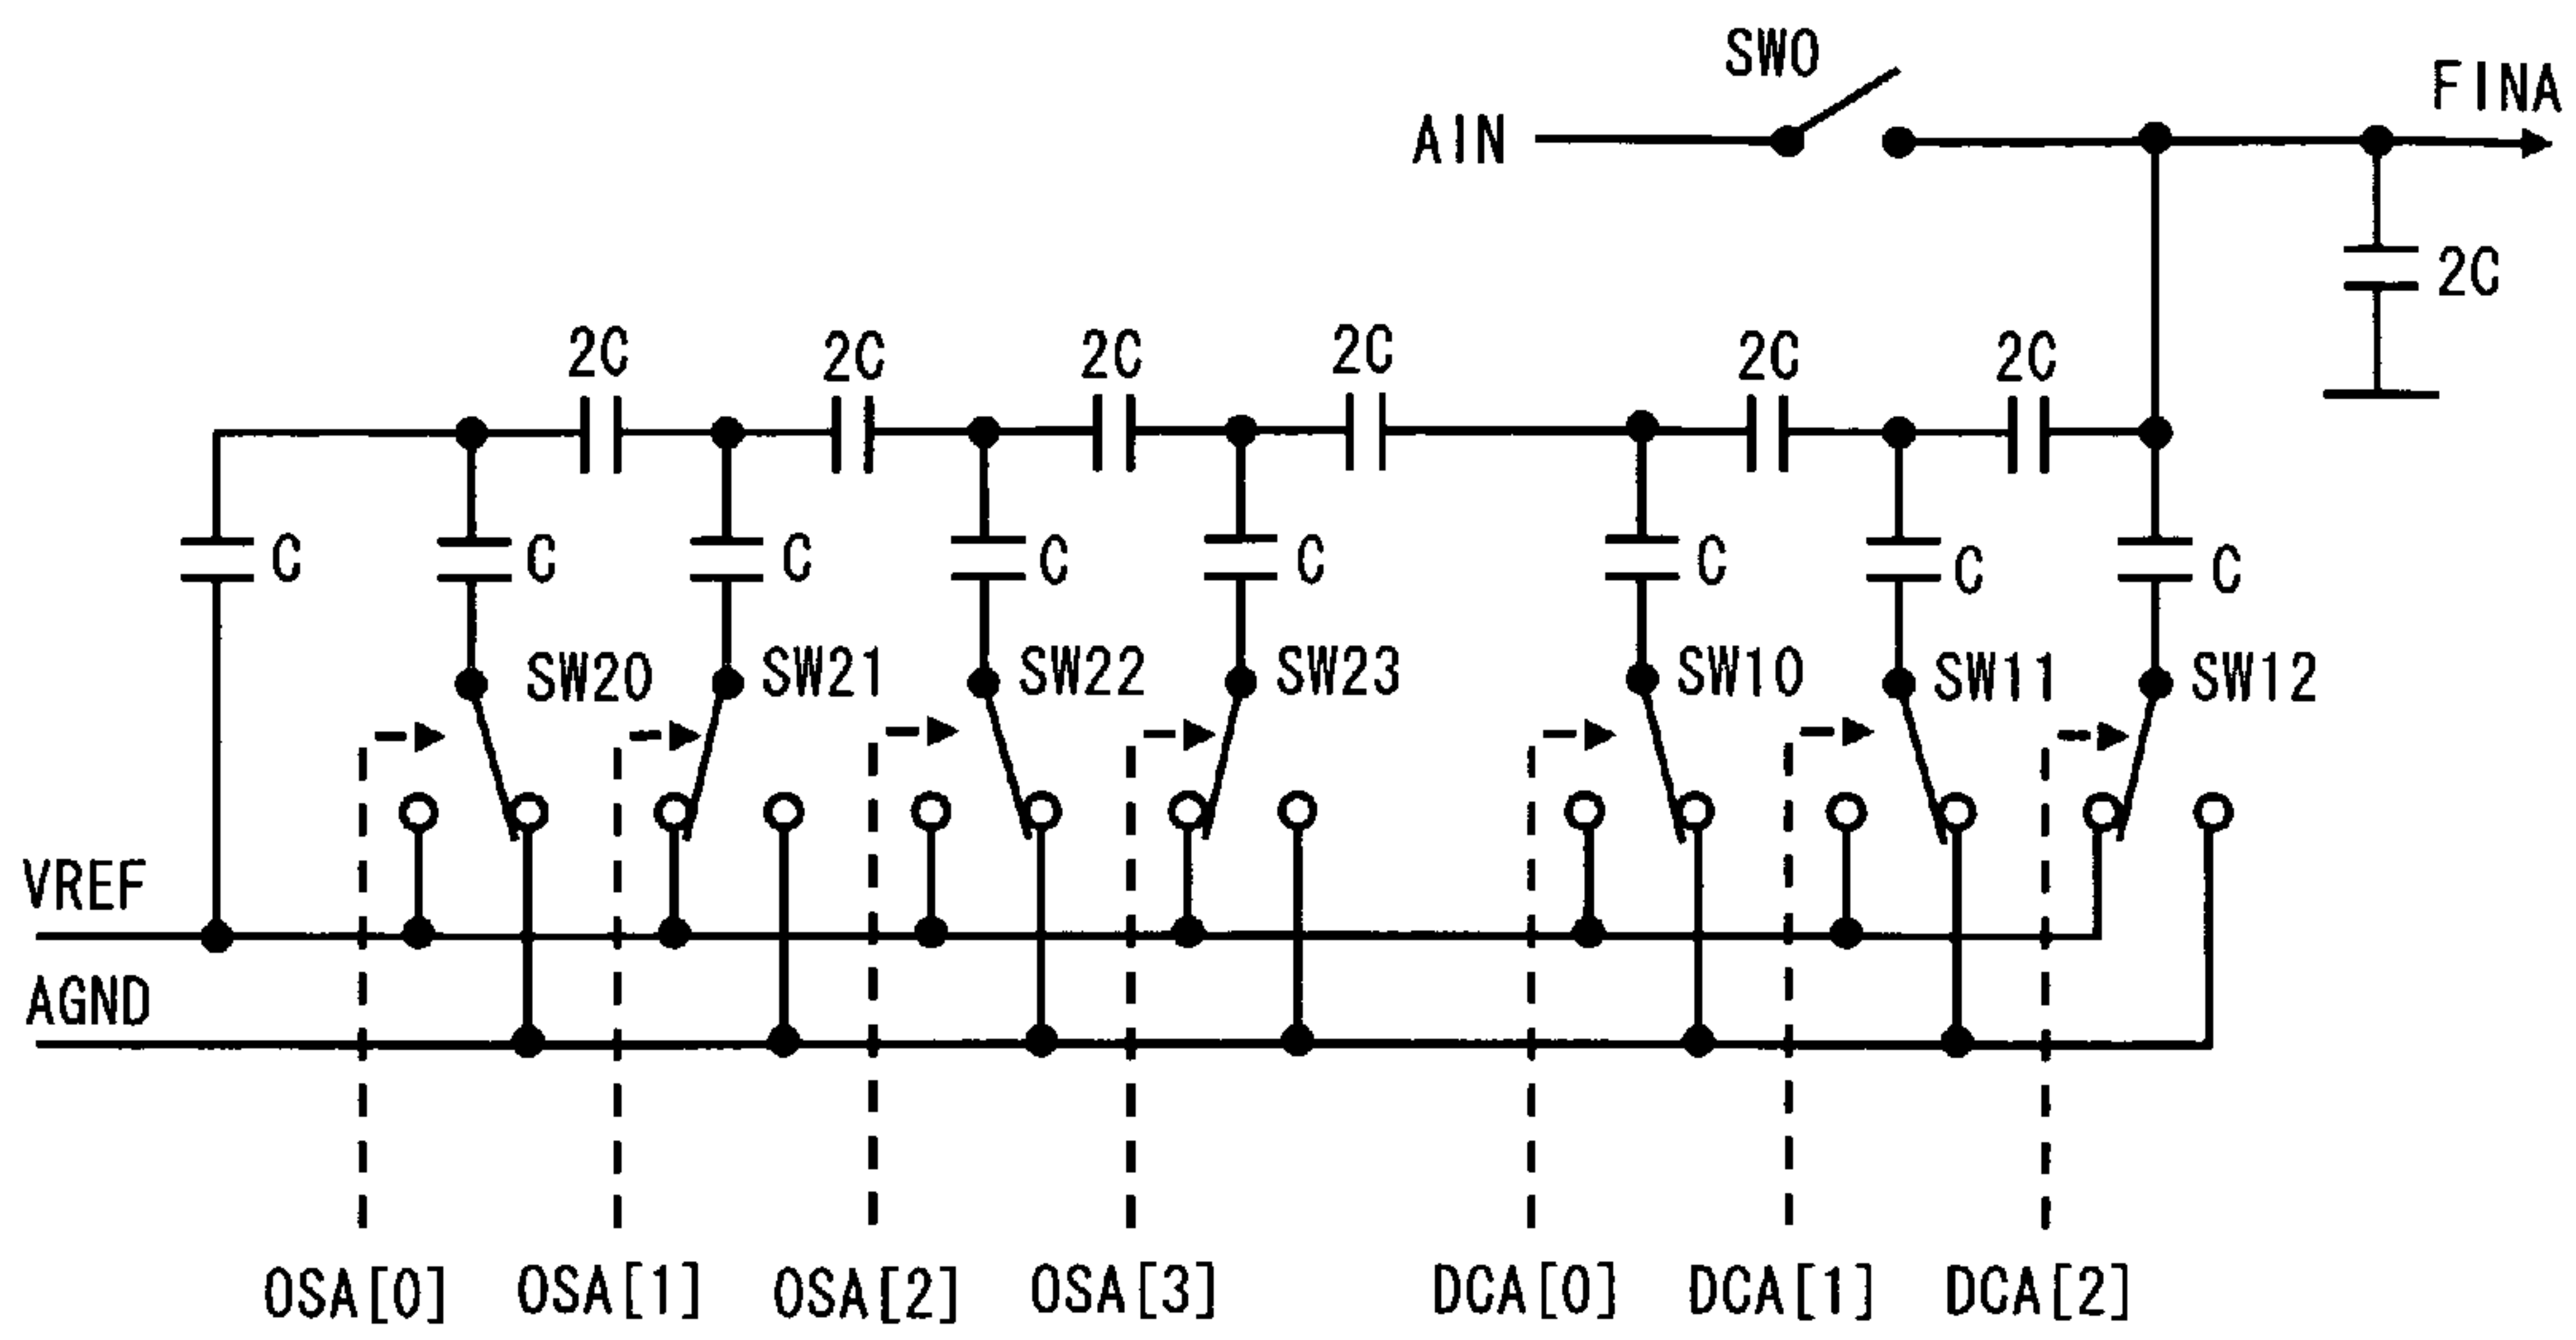 SW0
FINA
AIN
2C
2C 2C 2C 2C 2C 2C
C C C C C C C C
SW20 SW21 SW22 SW23 SW10 SW11 SW12
VREF
AGND
OSA[0] OSA[1] OSA[2] OSA[3] DCA[0] DCA[1] DCA[2]